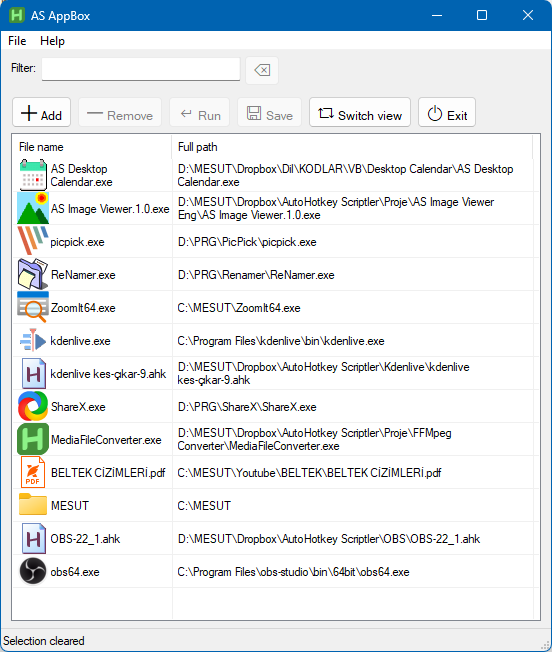 AS AppBox
File Help
Filter:
Add Remove Run Save Switch view Exit
File name Full path
AS Desktop Calendar.exe D:\MESUT\Dropbox\Dil\KODLAR\VB\Desktop Calendar\AS Desktop Calendar.exe
AS Image Viewer.1.0.exe D:\MESUT\Dropbox\AutoHotkey Scriptler\Proje\AS Image Viewer Eng\AS Image Viewer.1.0.exe
picpick.exe D:\PRG\PicPick\picpick.exe
ReNamer.exe D:\PRG\Renamer\ReNamer.exe
ZoomIt64.exe C:\MESUT\ZoomIt64.exe
kdenlive.exe C:\Program Files\kdenlive\bin\kdenlive.exe
kdenlive kes-çıkar-9.ahk D:\MESUT\Dropbox\AutoHotkey Scriptler\Kdenlive\kdenlive kes-çıkar-9.ahk
ShareX.exe D:\PRG\ShareX\ShareX.exe
MediaFileConverter.exe D:\MESUT\Dropbox\AutoHotkey Scriptler\Proje\FFMpeg Converter\MediaFileConverter.exe
PDF BELTEK CİZİMLERİ.pdf C:\MESUT\Youtube\BELTEK\BELTEK CİZİMLERİ.pdf
MESUT C:\MESUT
OBS-22_1.ahk D:\MESUT\Dropbox\AutoHotkey Scriptler\OBS\OBS-22_1.ahk
obs64.exe C:\Program Files\obs-studio\bin\64bit\obs64.exe
Selection cleared